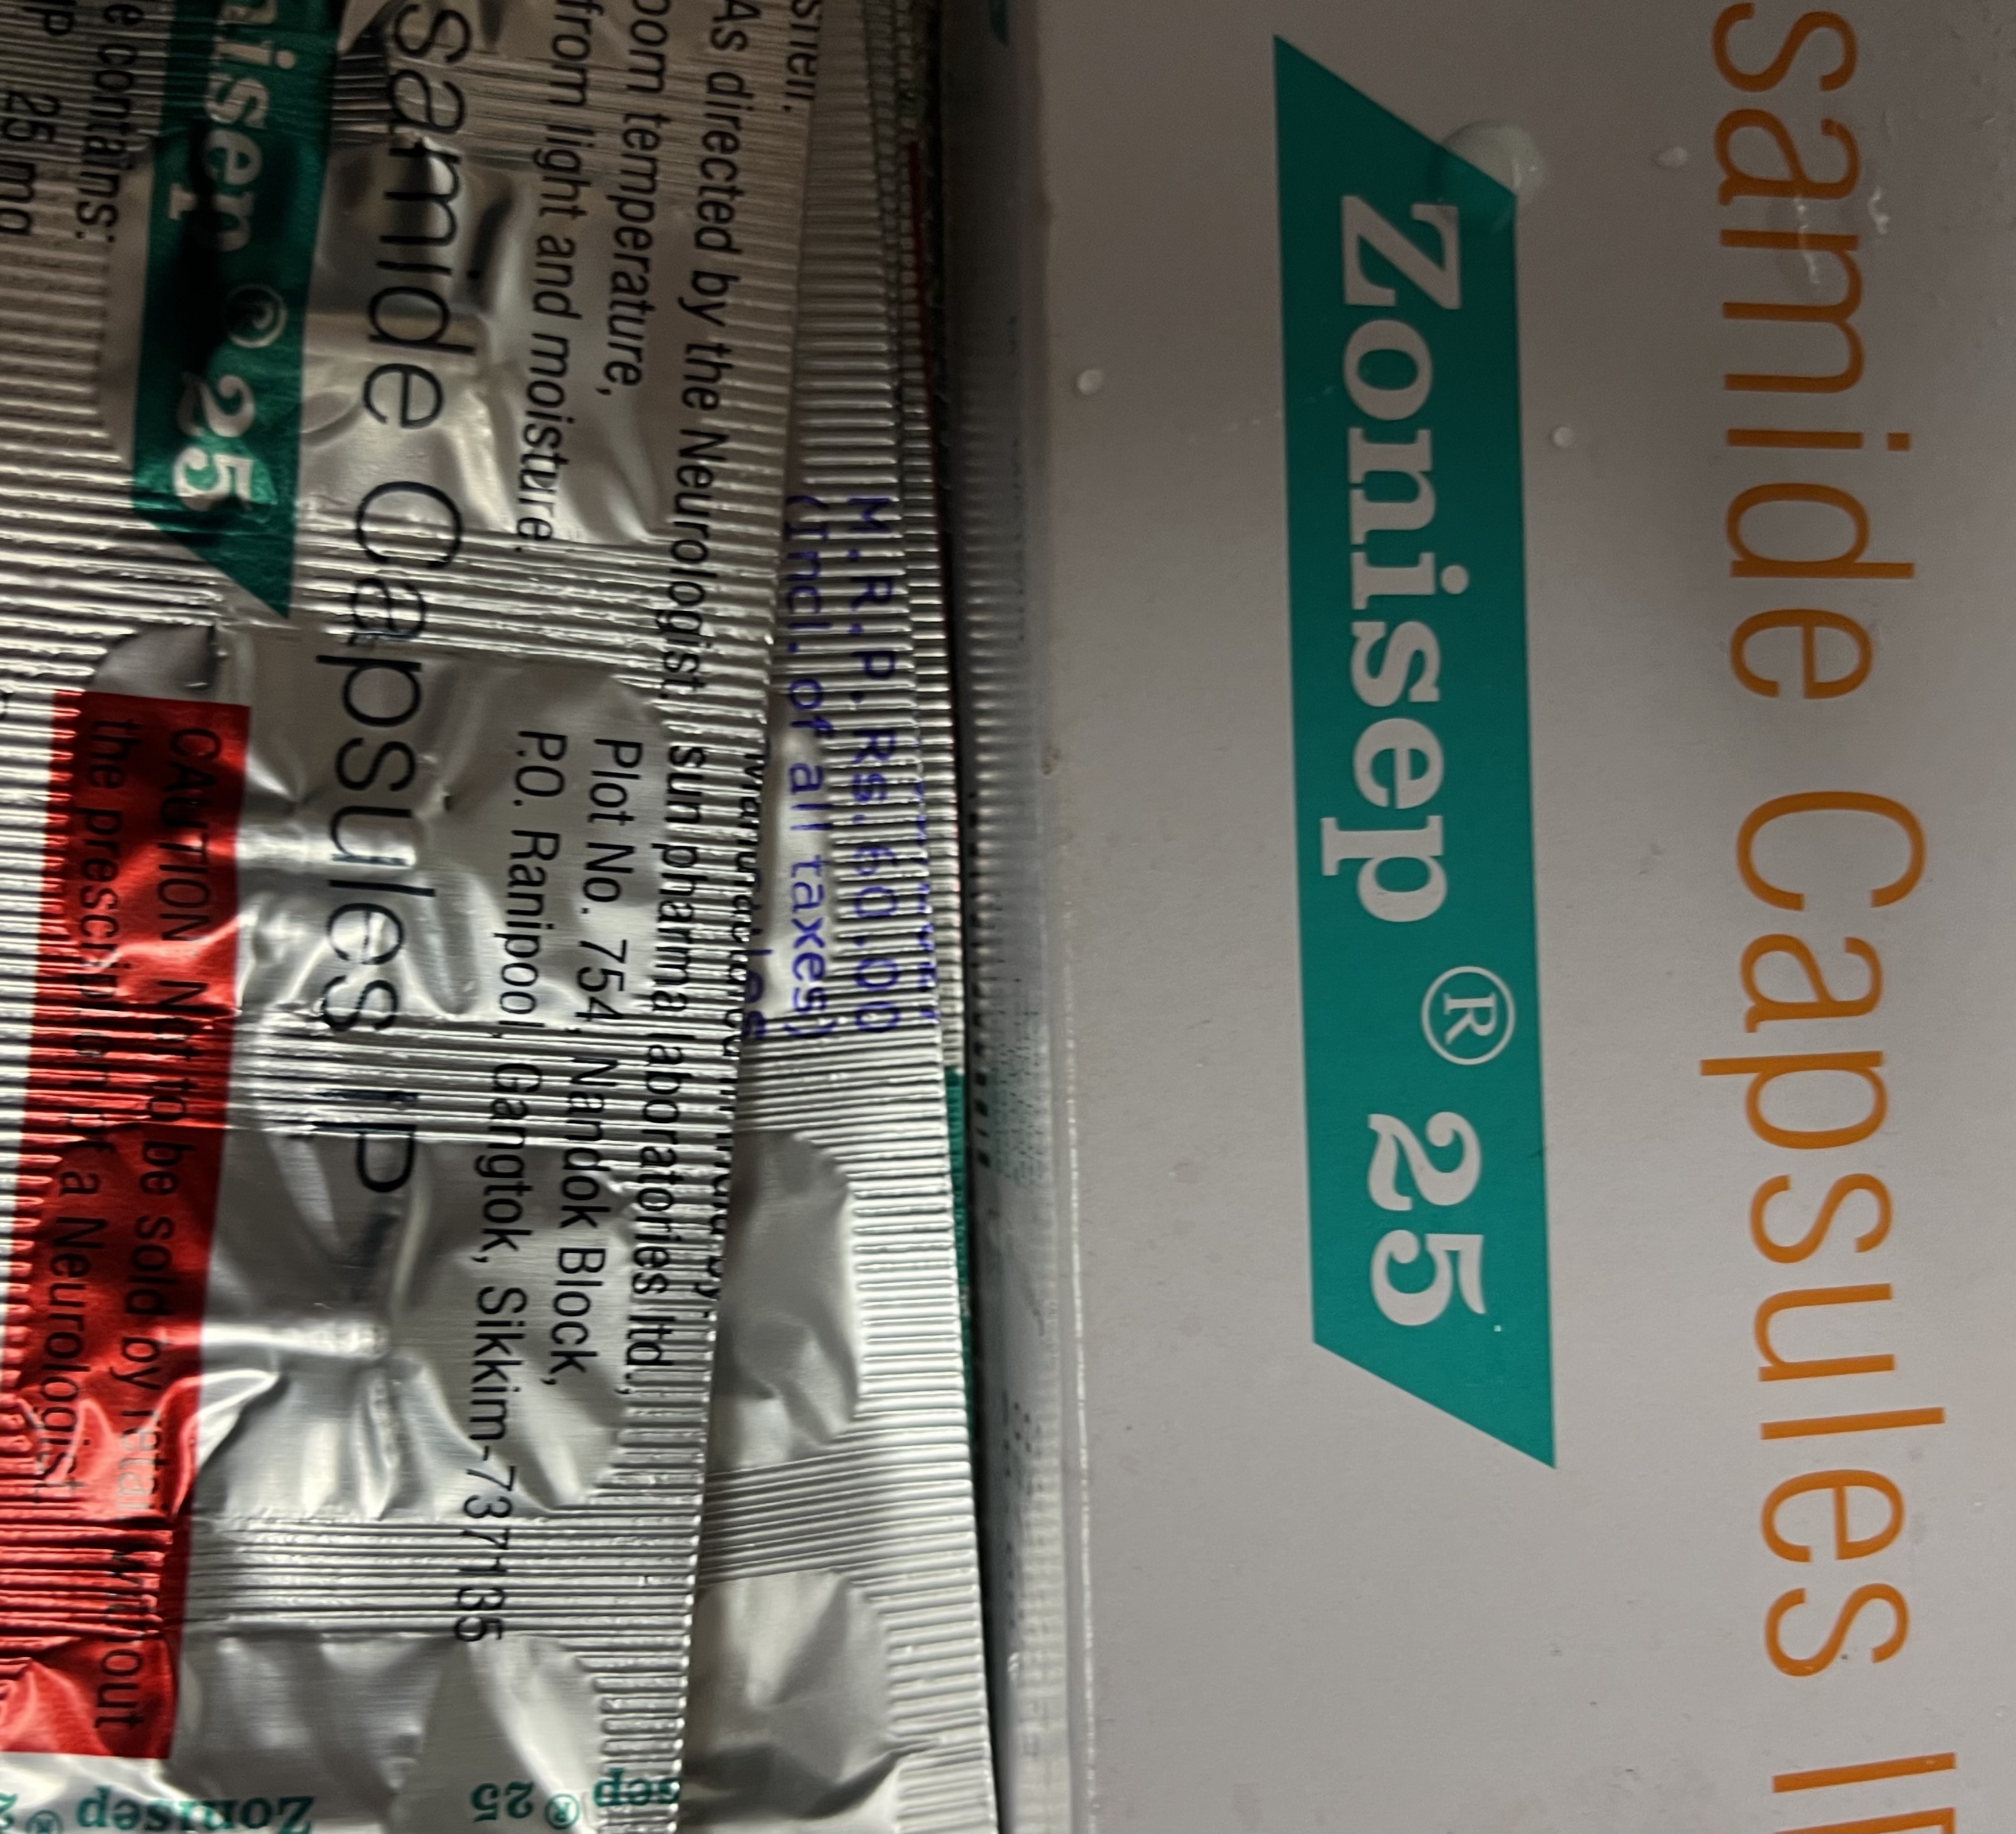 samide Capsules
Zonisep ® 25
M.R.P.Rs.60.00
(Incl.of all taxes)
As directed by the Neurologist.
room temperature,
from light and moisture.
sun pharma laboratories ltd.,
Plot No. 754, Nandok Block,
P.O. Ranipool, Gangtok, Sikkim-737135
samide Capsules IP
nisep ® 25
contains:
25 mg
CAUTION Not to be sold by retail without
the prescription of a Neurologist
Zonisep ®
sep ® 25